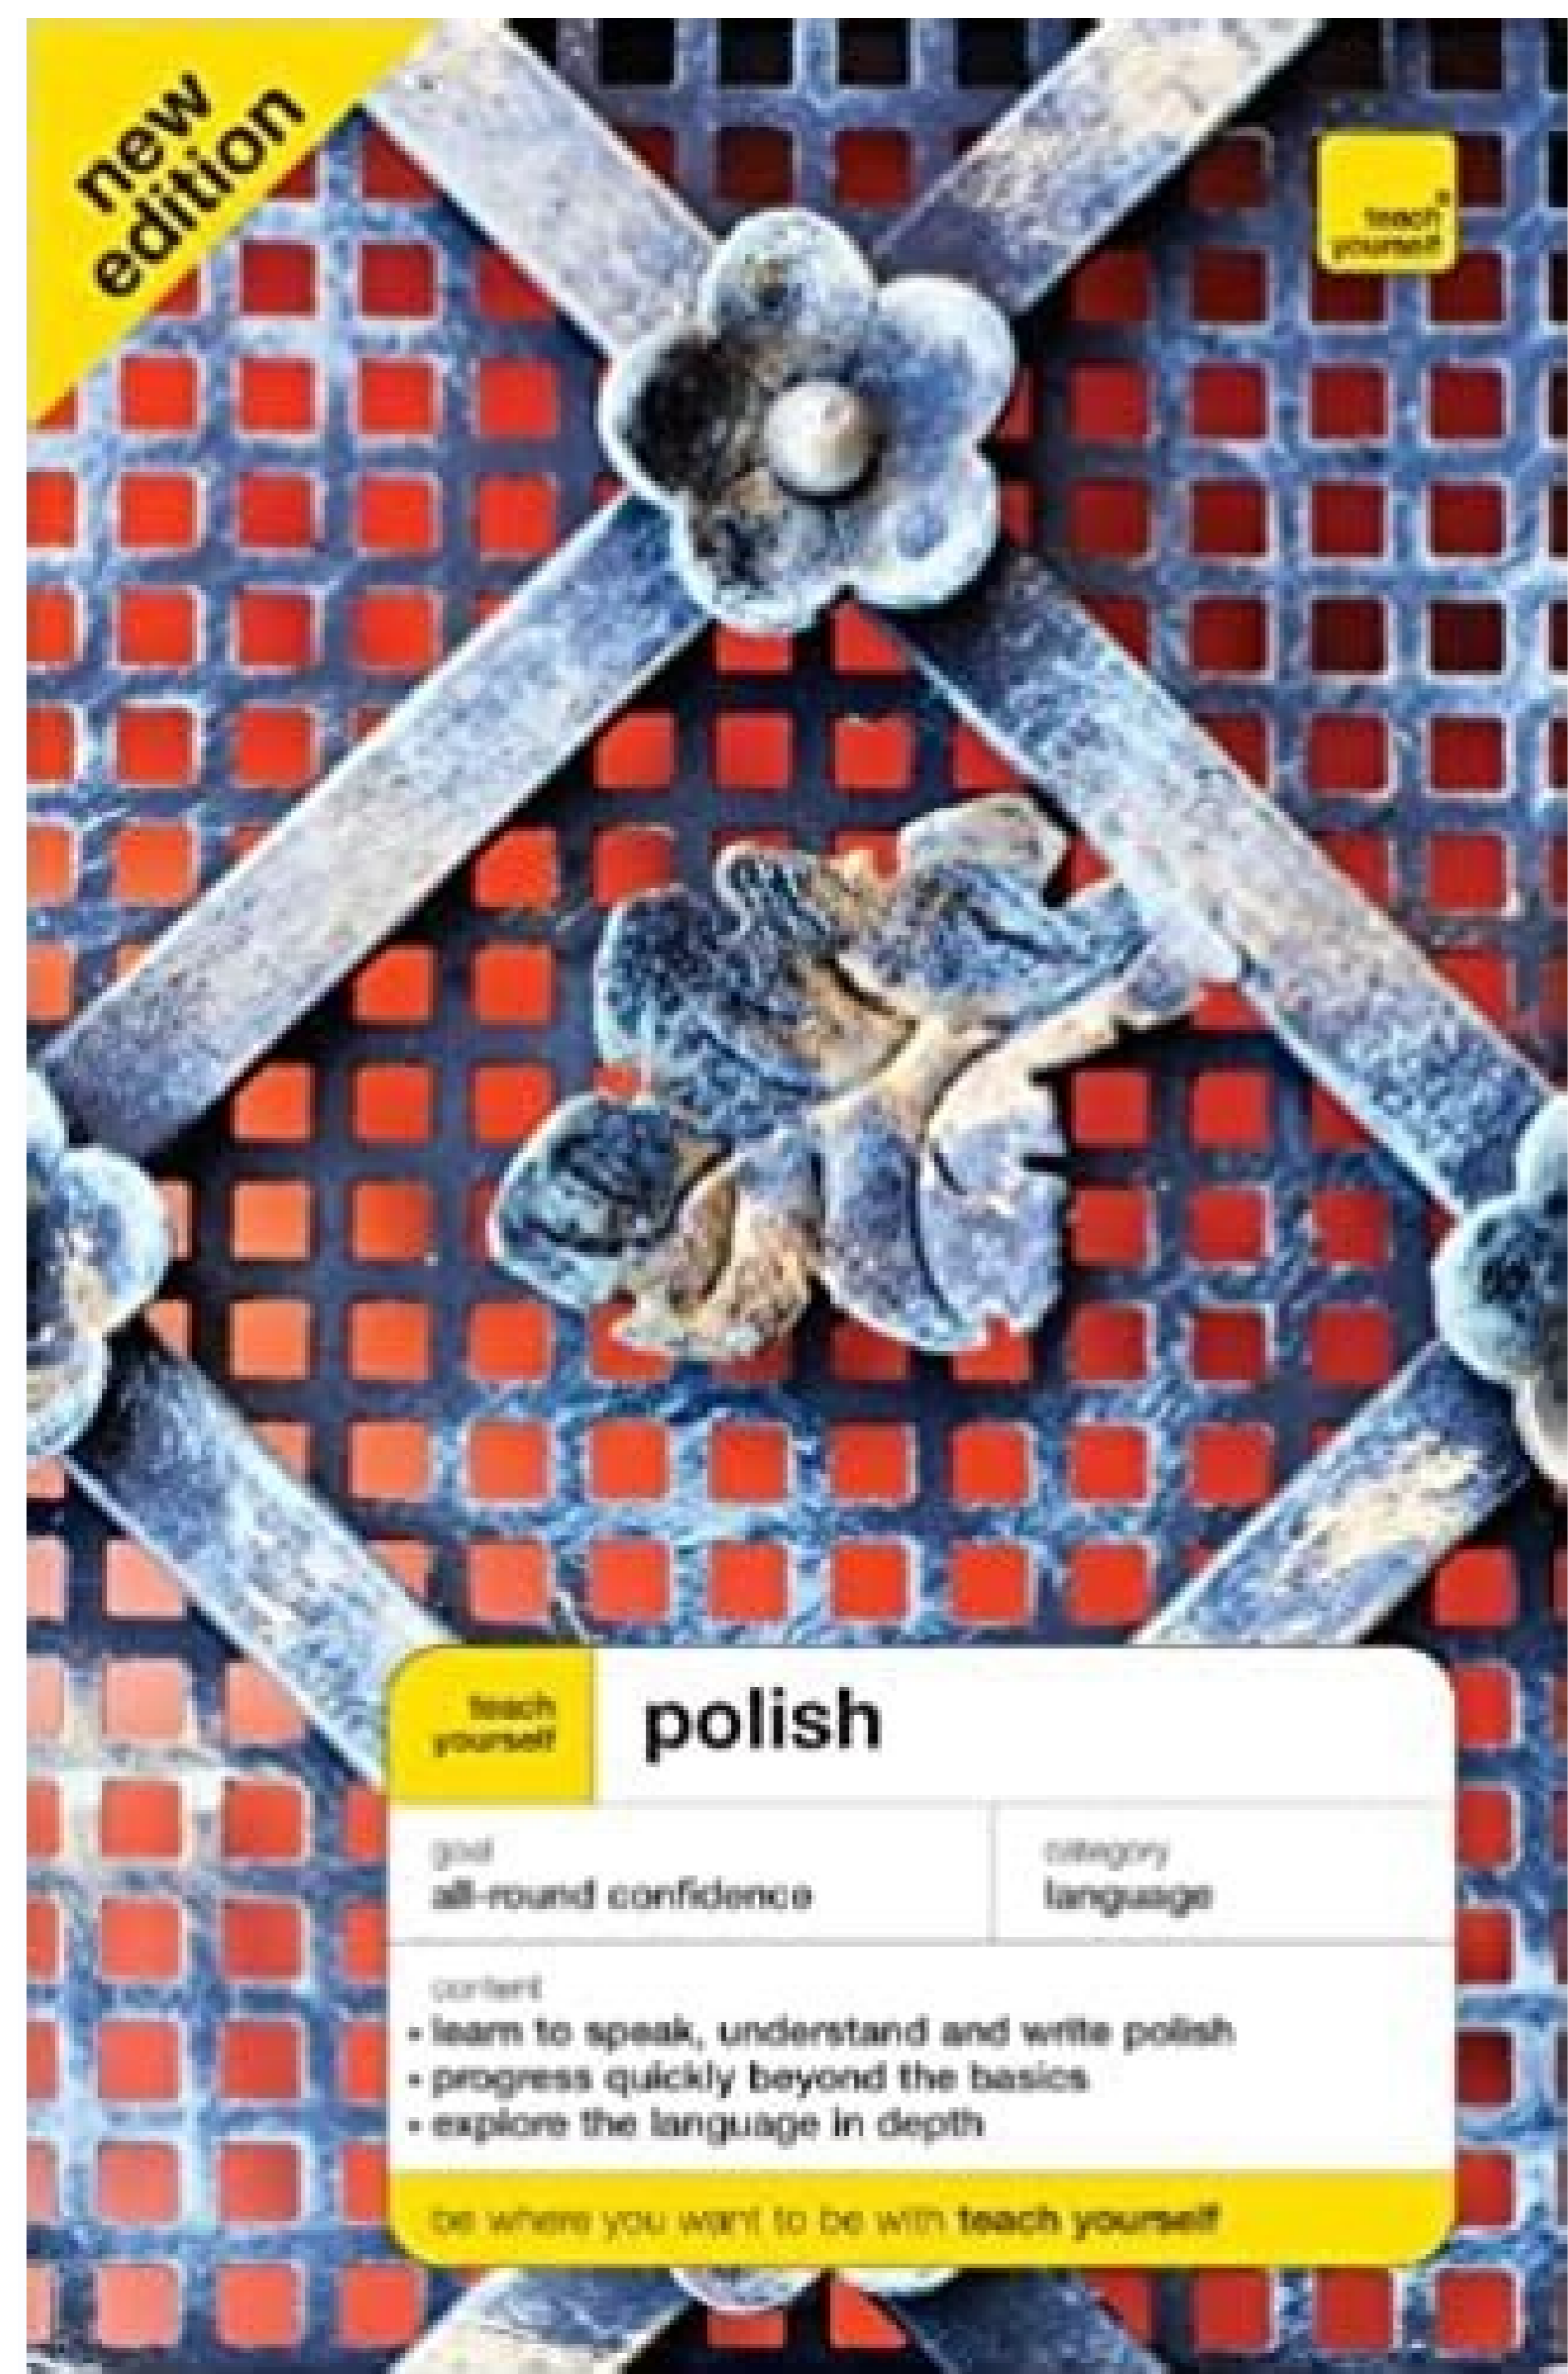 new
edition
teach
yourself
teach
yourself
polish
goal
all-round confidence
category
language
content
• learn to speak, understand and write polish
• progress quickly beyond the basics
• explore the language in depth
be where you want to be with teach yourself